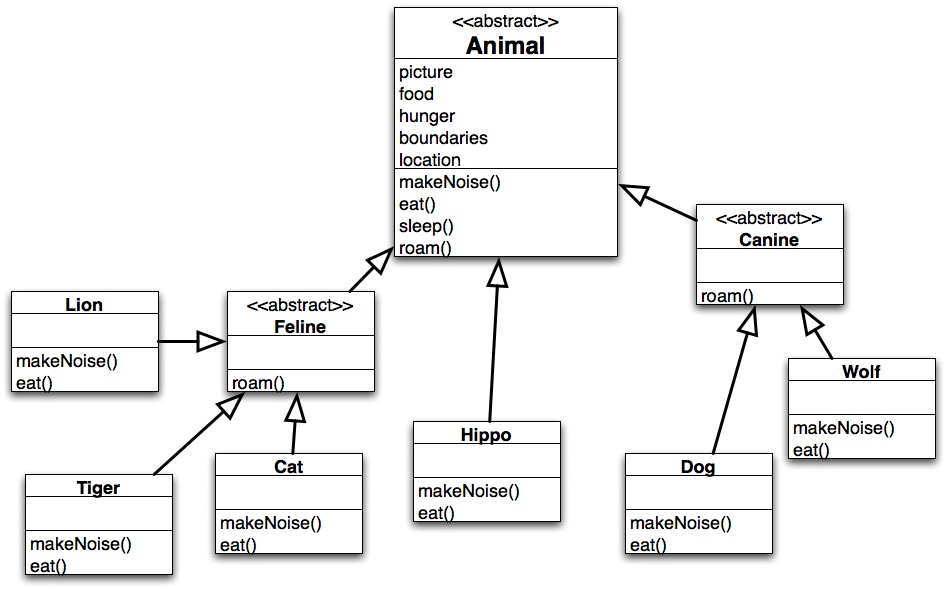 <<abstract>>
Animal
picture
food
hunger
boundaries
location
makeNoise()
eat()
sleep()
roam()
<<abstract>>
Canine
roam()
Lion
makeNoise()
eat()
<<abstract>>
Feline
roam()
Wolf
makeNoise()
eat()
Hippo
makeNoise()
eat()
Cat
makeNoise()
eat()
Dog
makeNoise()
eat()
Tiger
makeNoise()
eat()